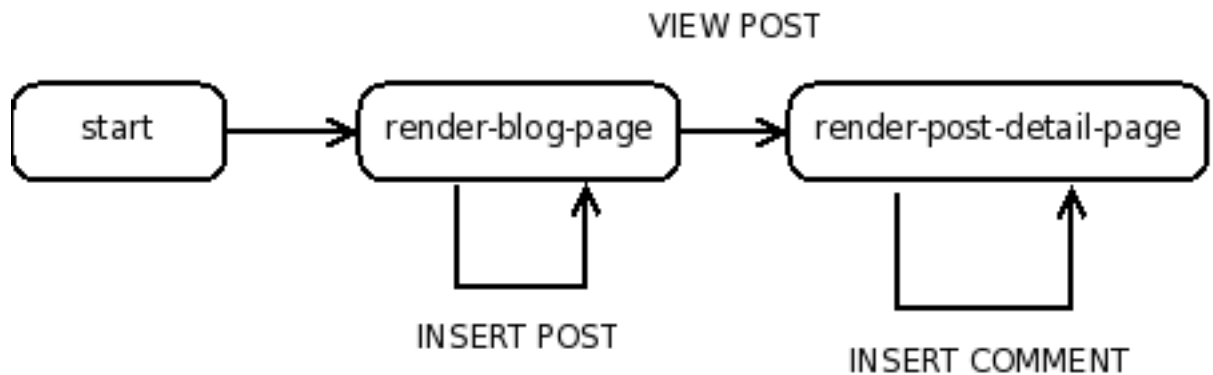 VIEW POST
start
render-blog-page
render-post-detail-page
INSERT POST
INSERT COMMENT